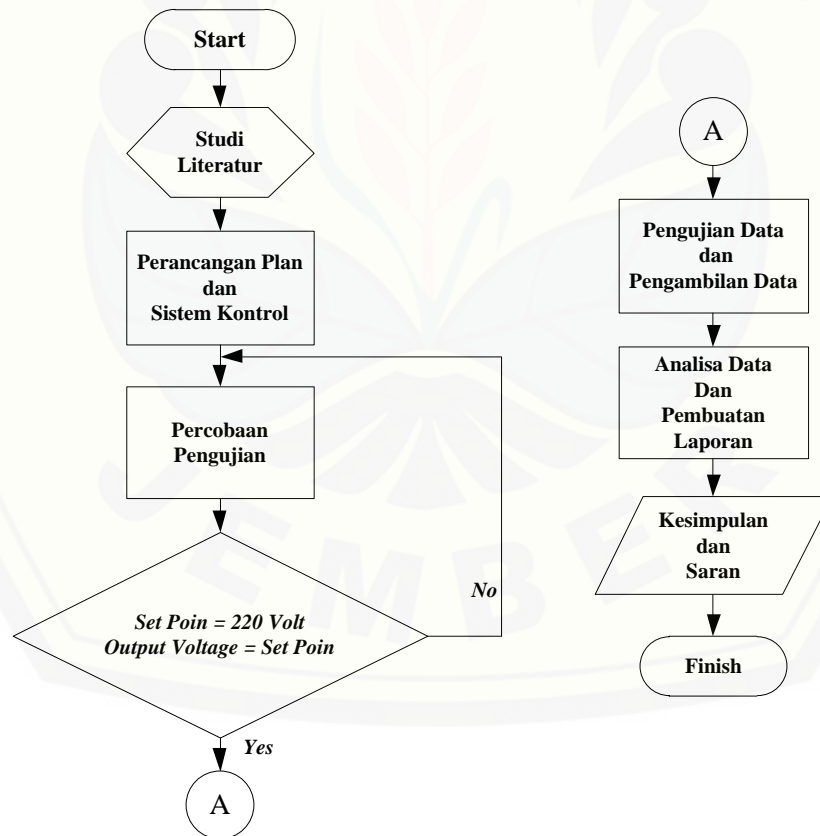 Start
Studi
Literatur
Perancangan Plan
dan
Sistem Kontrol
Percobaan
Pengujian
Set Poin = 220 Volt
Output Voltage = Set Poin
No
Yes
A
A
Pengujian Data
dan
Pengambilan Data
Analisa Data
Dan
Pembuatan
Laporan
Kesimpulan
dan
Saran
Finish
JEMBER